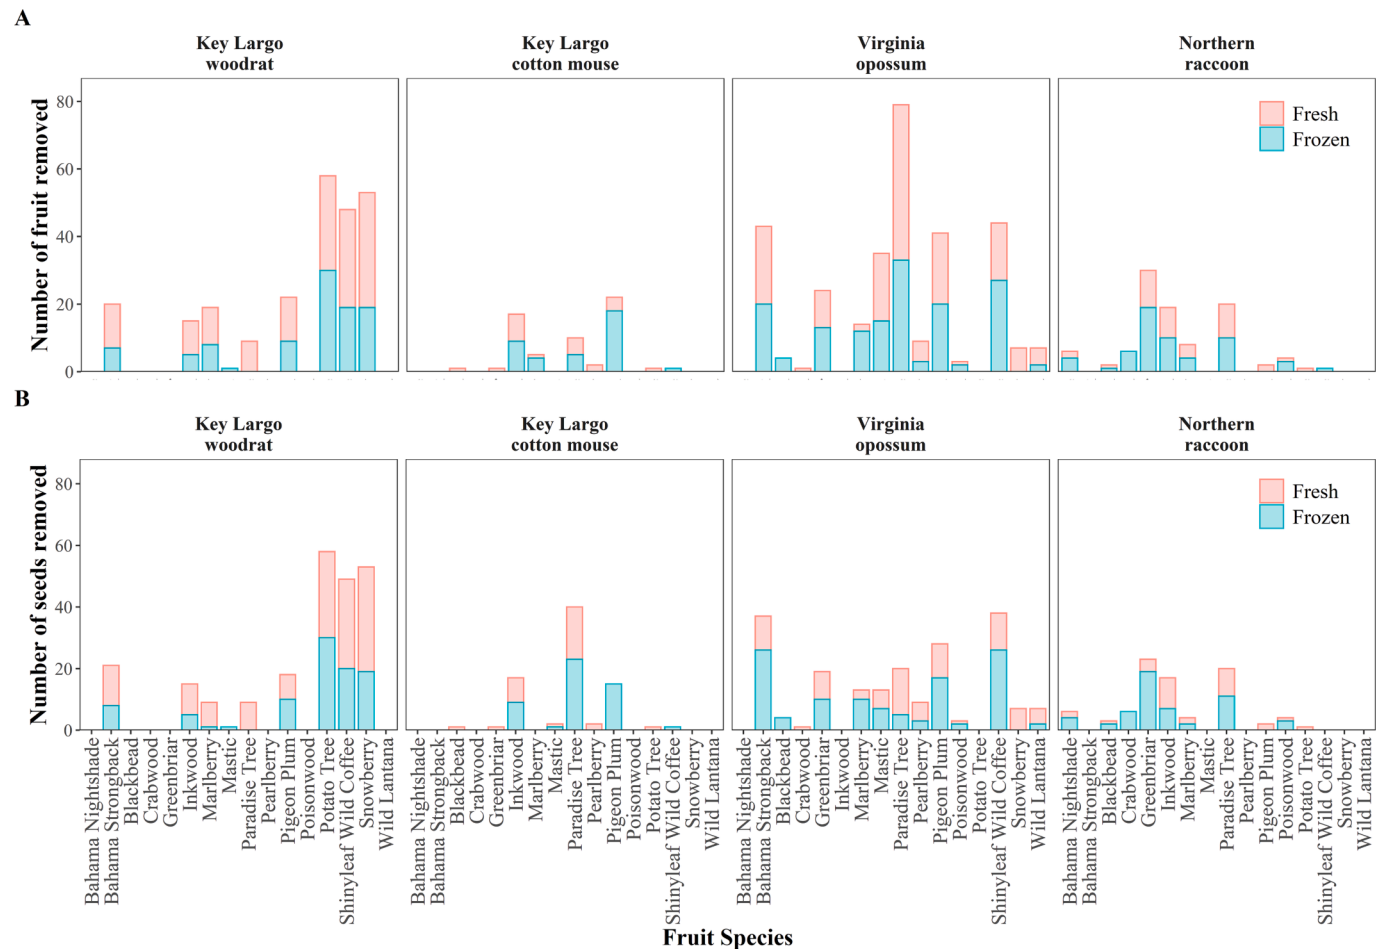 A
Key Largo
woodrat
Key Largo
cotton mouse
Virginia
opossum
Northern
raccoon
Number of fruit removed
80
60
40
20
0
Fresh
Frozen
B
Key Largo
woodrat
Key Largo
cotton mouse
Virginia
opossum
Northern
raccoon
Number of seeds removed
80
60
40
20
0
Fresh
Frozen
Bahama Nightshade
Bahama Strongback
Blackbead
Crabwood
Greenbriar
Inkwood
Marlberry
Mastic
Paradise Tree
Pearlberry
Pigeon Plum
Poisonwood
Potato Tree
Shinyleaf Wild Coffee
Snowberry
Wild Lantana
Bahama Nightshade
Bahama Strongback
Blackbead
Crabwood
Greenbriar
Inkwood
Marlberry
Mastic
Paradise Tree
Pearlberry
Pigeon Plum
Poisonwood
Potato Tree
Shinyleaf Wild Coffee
Snowberry
Wild Lantana
Bahama Nightshade
Bahama Strongback
Blackbead
Crabwood
Greenbriar
Inkwood
Marlberry
Mastic
Paradise Tree
Pearlberry
Pigeon Plum
Poisonwood
Potato Tree
Shinyleaf Wild Coffee
Snowberry
Wild Lantana
Bahama Nightshade
Bahama Strongback
Blackbead
Crabwood
Greenbriar
Inkwood
Marlberry
Mastic
Paradise Tree
Pearlberry
Pigeon Plum
Poisonwood
Potato Tree
Shinyleaf Wild Coffee
Snowberry
Wild Lantana
Fruit Species